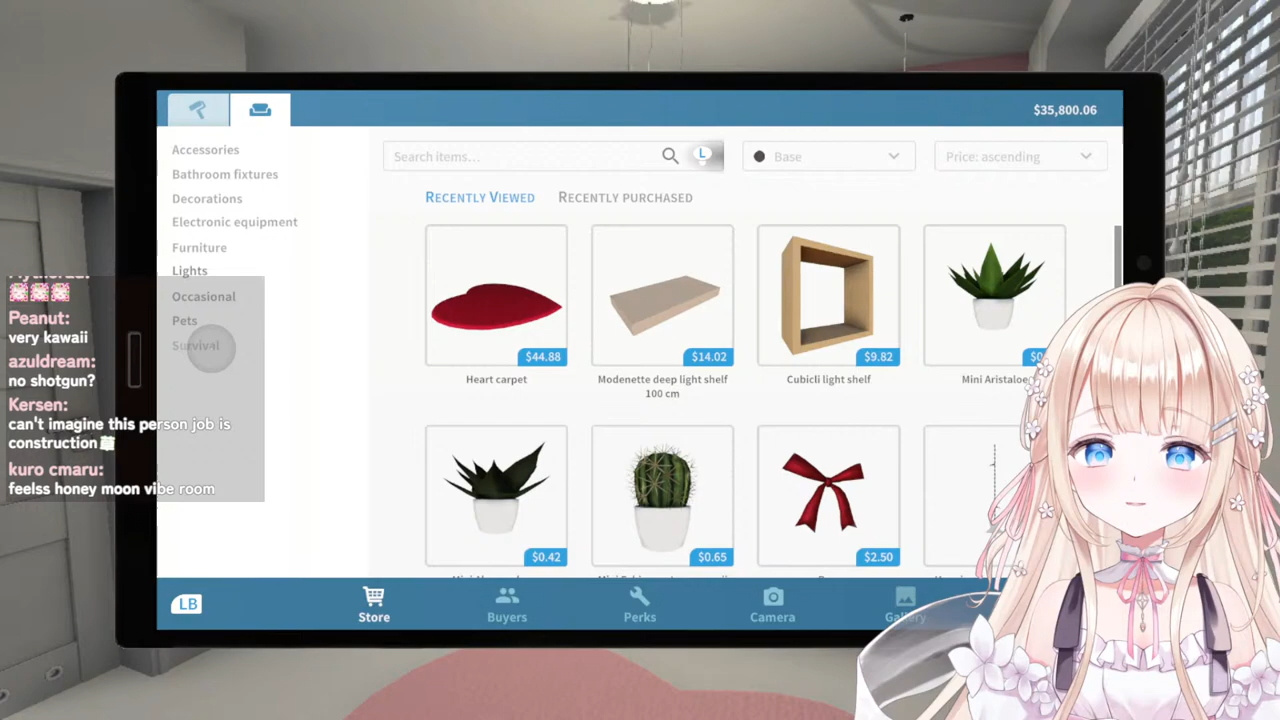 $35,800.06
Accessories
Bathroom fixtures
Decorations
Electronic equipment
Furniture
Lights
Occasional
Pets
Survival
Search items...
L
Base
Price: ascending
RECENTLY VIEWED
RECENTLY PURCHASED
$44.88
$14.02
$9.82
Heart carpet
Modenette deep light shelf
100 cm
Cubicli light shelf
Mini Aristaloe
$0.42
$0.65
$2.50
Peanut:
very kawaii
azuldream:
no shotgun?
Kersen:
can't imagine this person job is
construction
kuro cmaru:
feelss honey moon vibe room
LB
Store
Buyers
Perks
Camera
Gallery